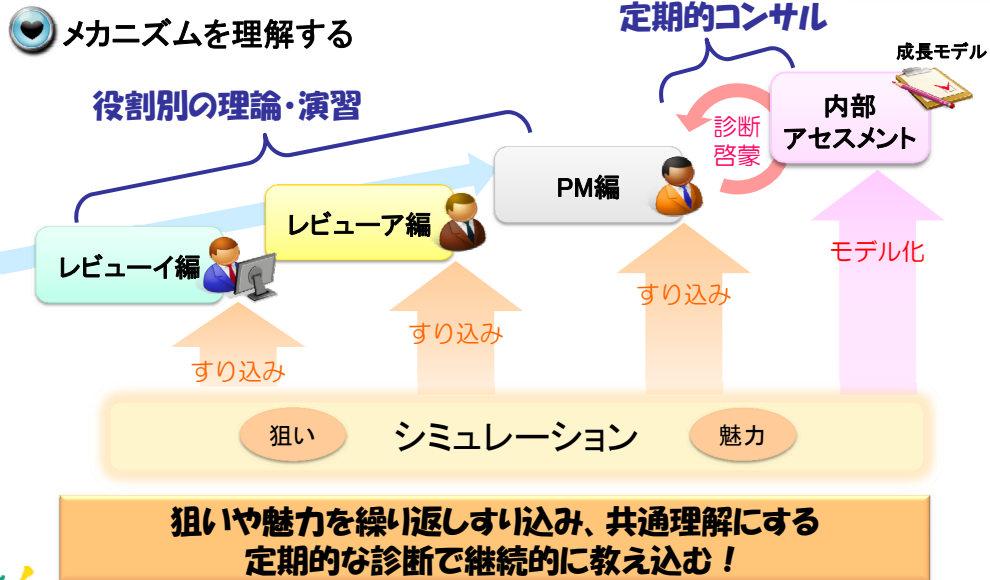 メカニズムを理解する
定期的コンサル
成長モデル
役割別の理論・演習
内部
アセスメント
診断
啓蒙
PM編
レビューア編
レビューイ編
モデル化
すり込み
すり込み
すり込み
狙い
シミュレーション
魅力
狙いや魅力を繰り返しすり込み、共通理解にする
定期的な診断で継続的に教え込む！